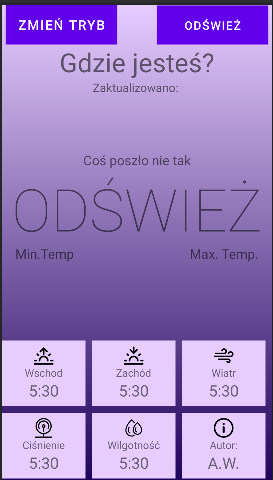 ZMIEŃ TRYB
ODŚWIEŻ
Gdzie jesteś?
Zaktualizowano:
Coś poszło nie tak
ODŚWIEŻ
Min.Temp
Max. Temp.
Wschod
Zachód
Wiatr
5:30
5:30
5:30
Ciśnienie
Wilgotność
Autor:
5:30
5:30
A.W.